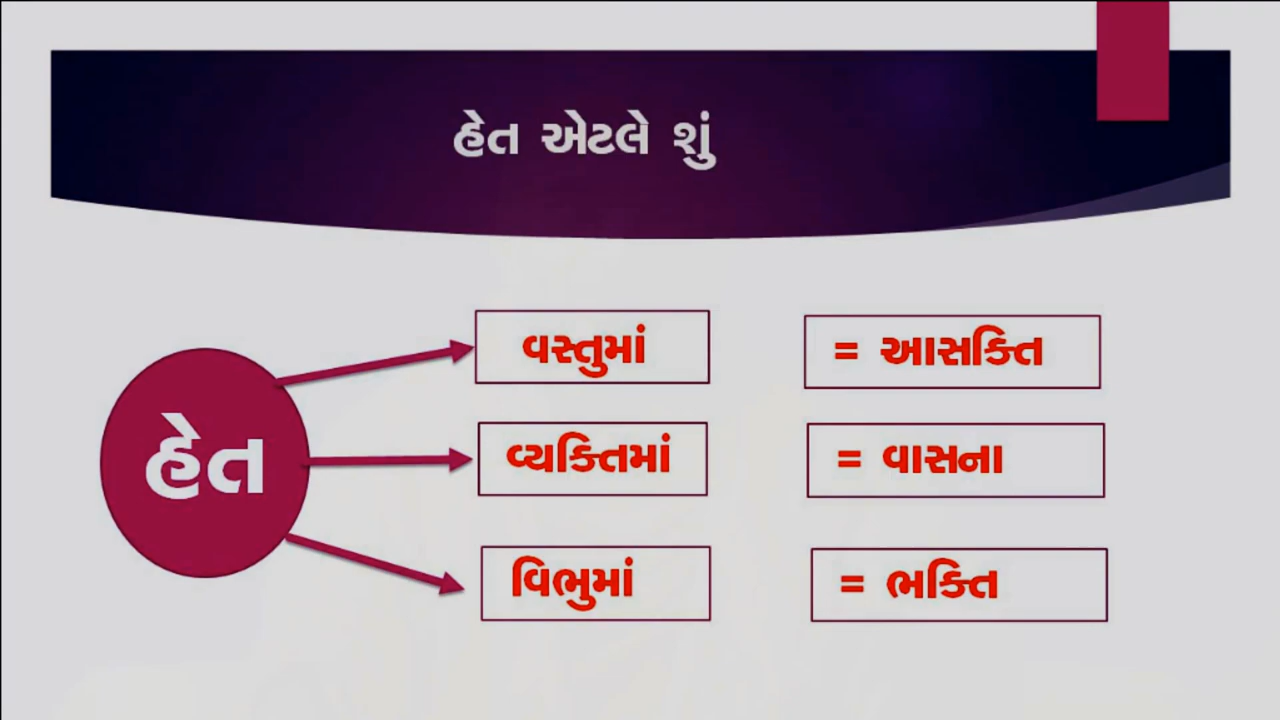 હેત એટલે શું
હેત
વસ્તુમાં = આસક્તિ
વ્યક્તિમાં = વાસના
વિભુમાં = ભક્તિ